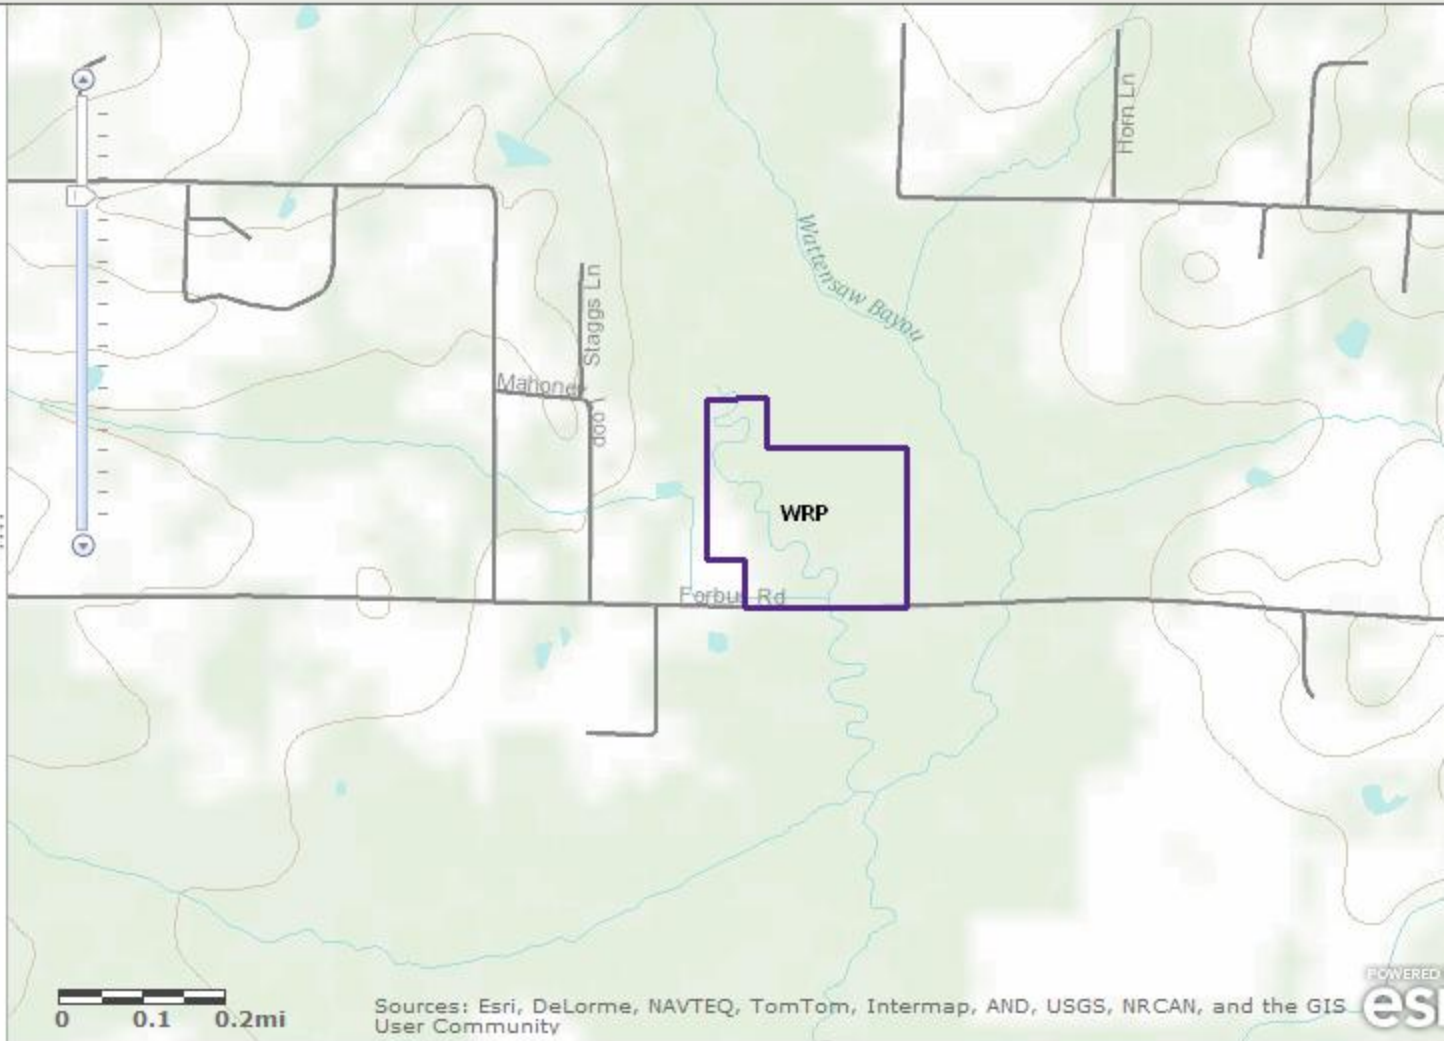 Horn Ln
Wattensaw Bayou
Staggs Ln
Mahoney
Loop
WRP
Forbus Rd
0 0.1 0.2mi
Sources: Esri, DeLorme, NAVTEQ, TomTom, Intermap, AND, USGS, NRCAN, and the GIS
User Community
POWERED
esri